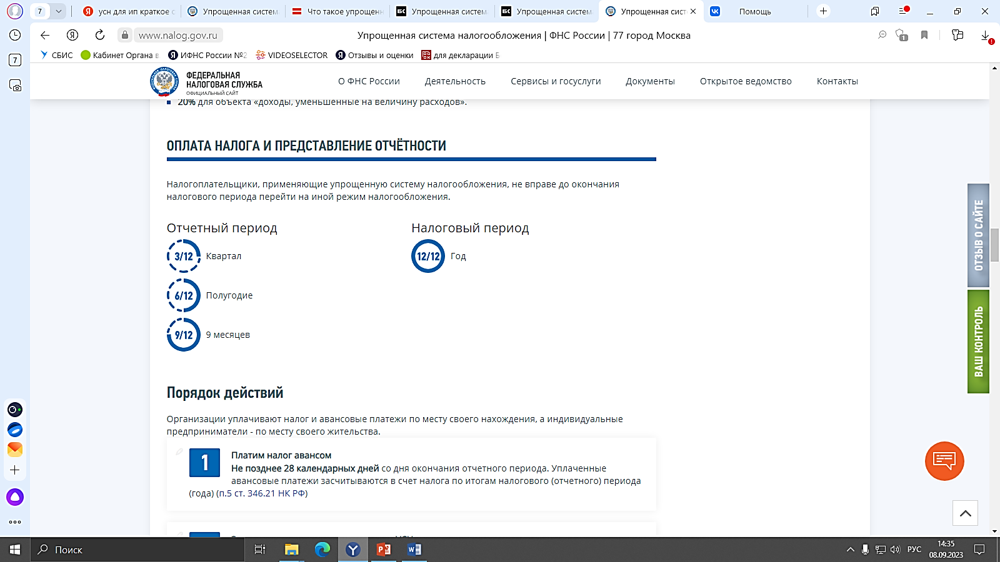 7
усн для ип краткое с
Упрощенная систем
Что такое упрощенн
БС
Упрощенная систем
БС
Упрощенная систем
Упрощенная сист
Помощь
www.nalog.gov.ru
Упрощенная система налогообложения | ФНС России | 77 город Москва
1
7
СБИС
Кабинет Органа в
ИФНС России №2
VIDEOSELECTOR
Отзывы и оценки
для декларации Б
ФЕДЕРАЛЬНАЯ
НАЛОГОВАЯ СЛУЖБА
ОФИЦИАЛЬНЫЙ САЙТ
О ФНС России
Деятельность
Сервисы и госуслуги
Документы
Открытое ведомство
Контакты
20% для объекта «доходы, уменьшенные на величину расходов».
ОПЛАТА НАЛОГА И ПРЕДСТАВЛЕНИЕ ОТЧЁТНОСТИ
Налогоплательщики, применяющие упрощенную систему налогообложения, не вправе до окончания
налогового периода перейти на иной режим налогообложения.
Отчетный период
3/12 Квартал
6/12 Полугодие
9/12 9 месяцев
Налоговый период
12/12 Год
Порядок действий
Организации уплачивают налог и авансовые платежи по месту своего нахождения, а индивидуальные
предприниматели - по месту своего жительства.
1
Платим налог авансом
Не позднее 28 календарных дней со дня окончания отчетного периода. Уплаченные
авансовые платежи засчитываются в счет налога по итогам налогового (отчетного) периода
(года) (п.5 ст. 346.21 НК РФ)
ОТЗЫВ О САЙТЕ
ВАШ КОНТРОЛЬ
Поиск
РУС
14:35
08.09.2023